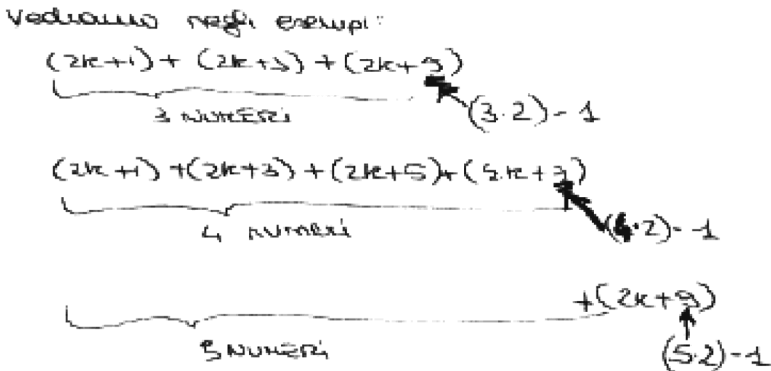 Vediamo negli esempi:
(2k+1) + (2k+3) + (2k+5)
3 NUMERI
(3·2) - 1
(2k+1) + (2k+3) + (2k+5) + (2k+7)
4 NUMERI
(4·2) - 1
+(2k+9)
5 NUMERI
(5·2) - 1